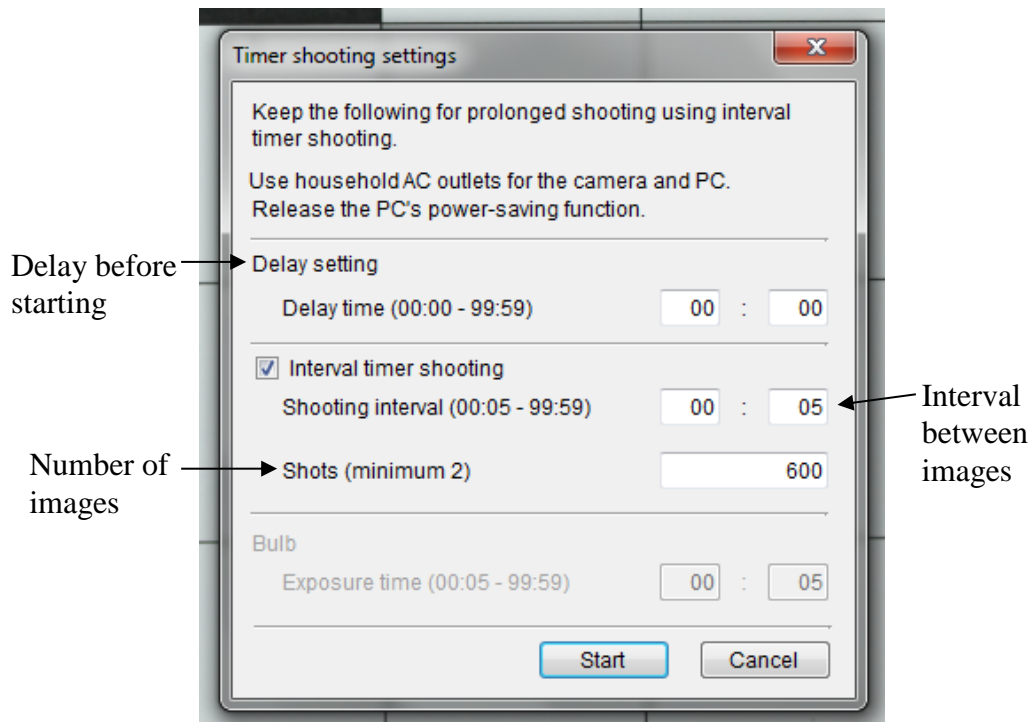 Timer shooting settings
Keep the following for prolonged shooting using interval
timer shooting.
Use household AC outlets for the camera and PC.
Release the PC's power-saving function.
Delay before
starting
Delay setting
Delay time (00:00 - 99:59) 00 : 00
Interval timer shooting
Shooting interval (00:05 - 99:59) 00 : 05
Interval
between
images
Number of
images
Shots (minimum 2) 600
Bulb
Exposure time (00:05 - 99:59) 00 : 05
Start Cancel